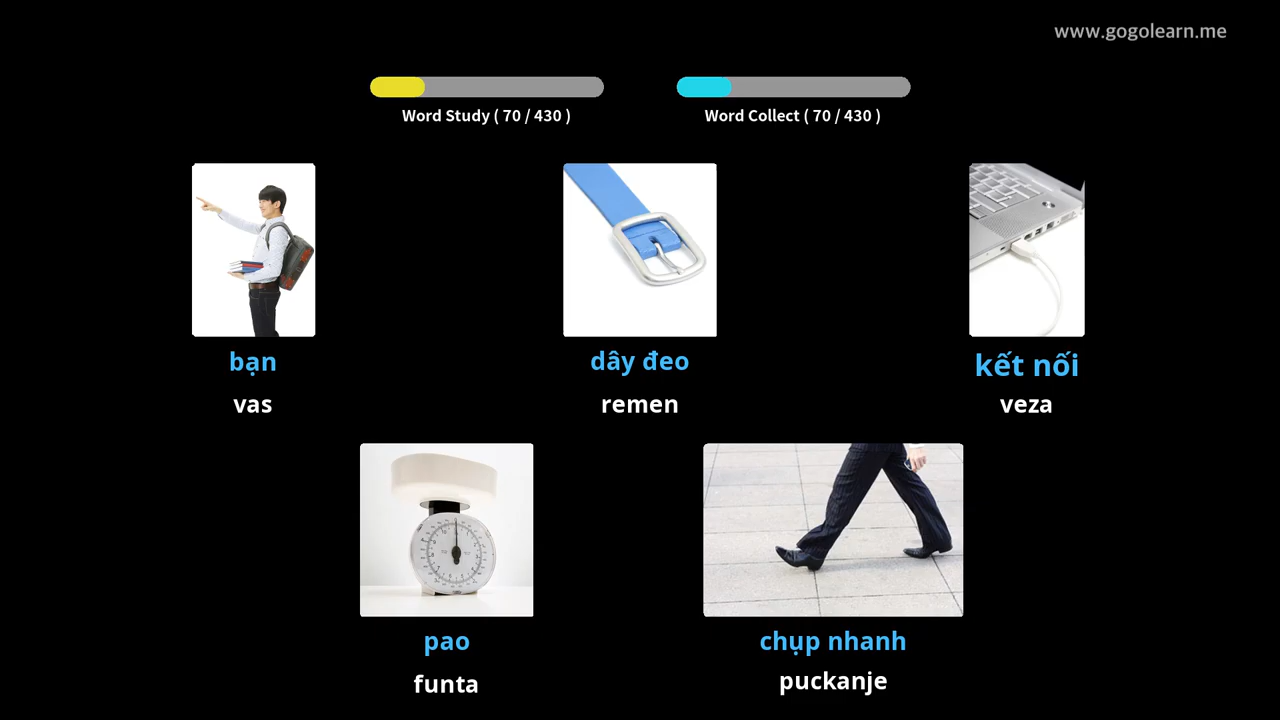 www.gogolearn.me
Word Study ( 70 / 430 )
Word Collect ( 70 / 430 )
bạn
vas
dây đeo
remen
kết nối
veza
pao
funta
chụp nhanh
puckanje